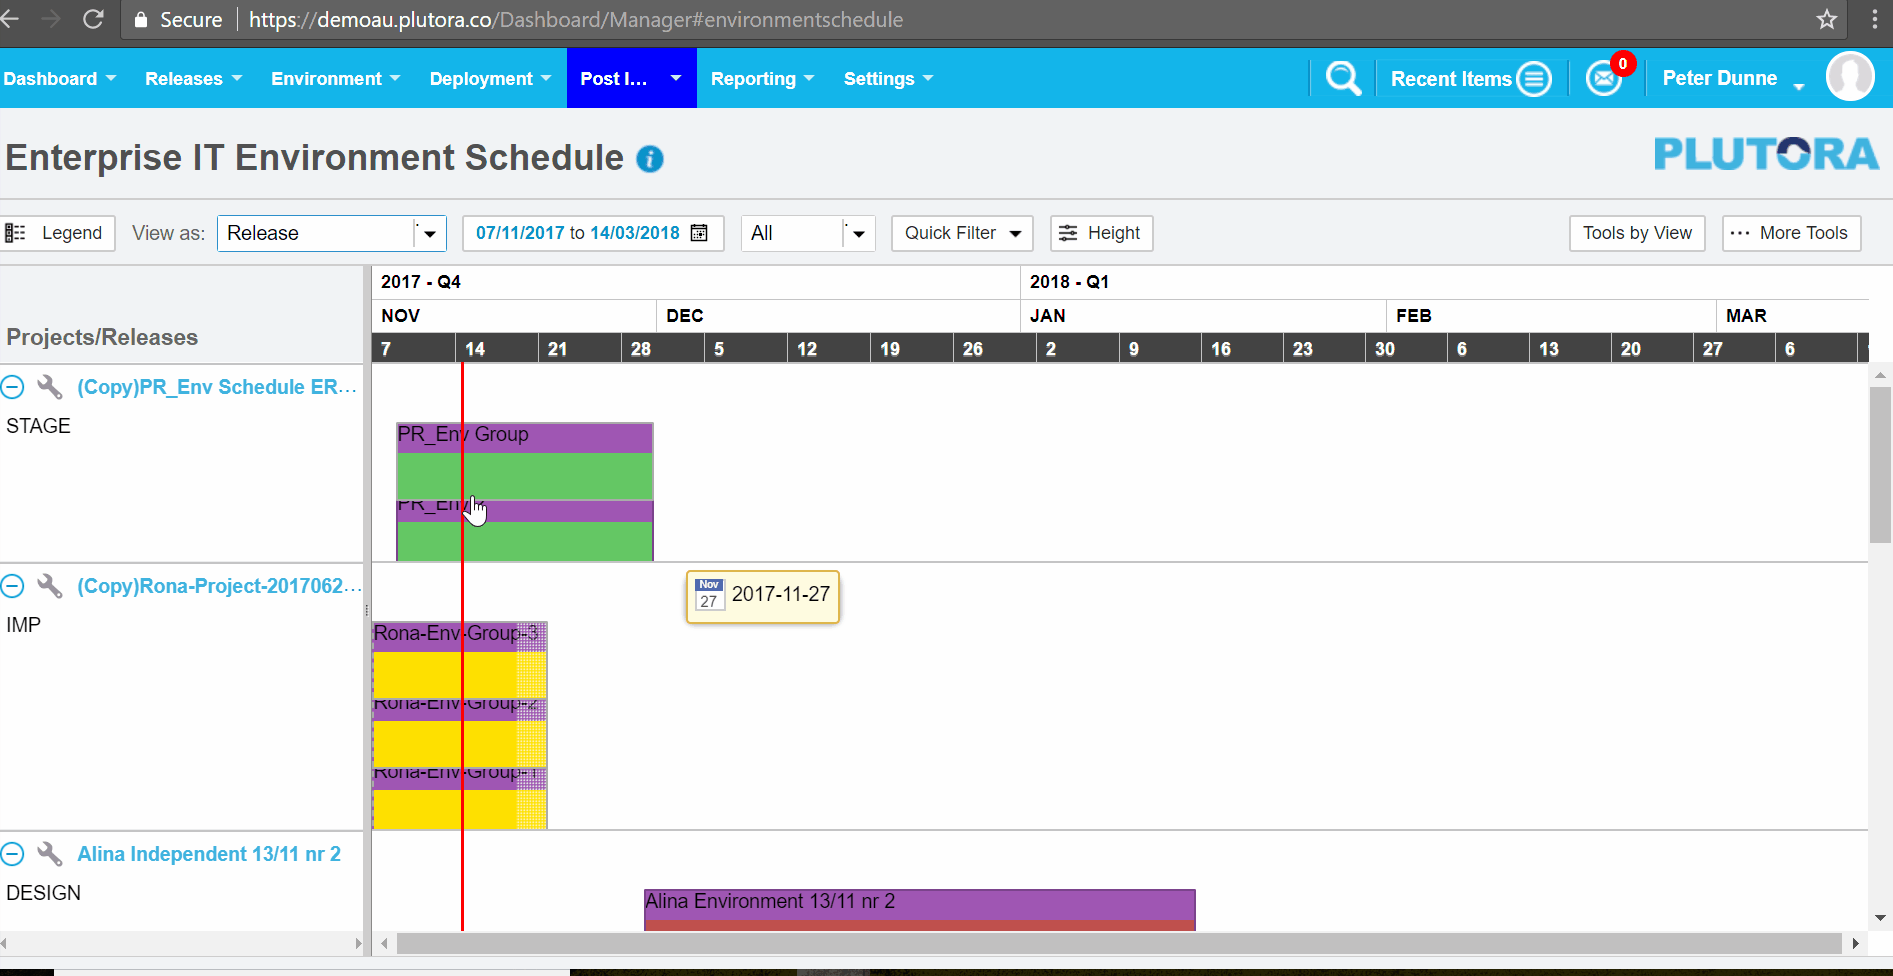 Secure https://demoau.plutora.co/Dashboard/Manager#environmentschedule
Dashboard Releases Environment Deployment Post I... Reporting Settings Recent Items 0 Peter Dunne
Enterprise IT Environment Schedule i PLUTORA
Legend View as: Release 07/11/2017 to 14/03/2018 All Quick Filter Height Tools by View ... More Tools
2017 - Q4 2018 - Q1
NOV DEC JAN FEB MAR
Projects/Releases
7 14 21 28 5 12 19 26 2 9 16 23 30 6 13 20 27 6
(Copy)PR_Env Schedule ER...
STAGE
PR_Env Group
PR_Env
(Copy)Rona-Project-2017062...
Nov
27 2017-11-27
IMP
Rona-Env-Group-3
Rona-Env-Group-2
Rona-Env-Group-1
Alina Independent 13/11 nr 2
DESIGN
Alina Environment 13/11 nr 2